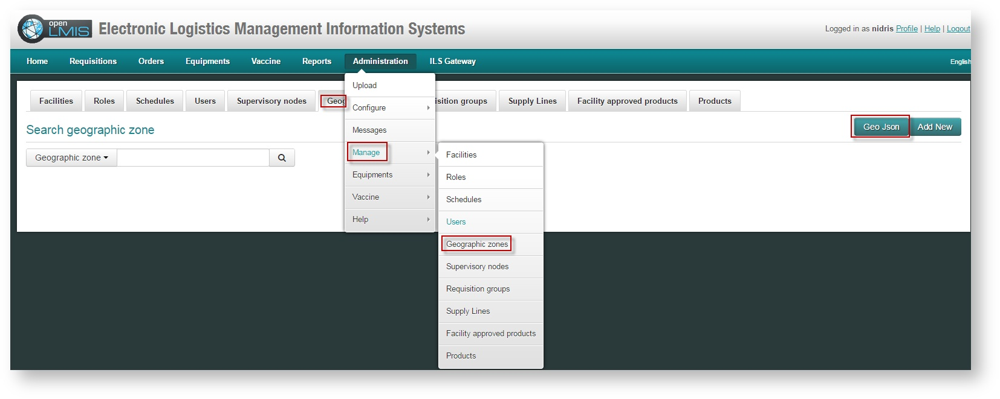 open
LMIS
Electronic Logistics Management Information Systems
Logged in as nidris Profile | Help | Logout
Home Requisitions Orders Equipments Vaccine Reports Administration ILS Gateway
English
Facilities Roles Schedules Users Supervisory nodes Geog isition groups Supply Lines Facility approved products Products
Search geographic zone
Geo Json Add New
Geographic zone
Upload
Configure
Messages
Manage
Equipments
Vaccine
Help
Facilities
Roles
Schedules
Users
Geographic zones
Supervisory nodes
Requisition groups
Supply Lines
Facility approved products
Products